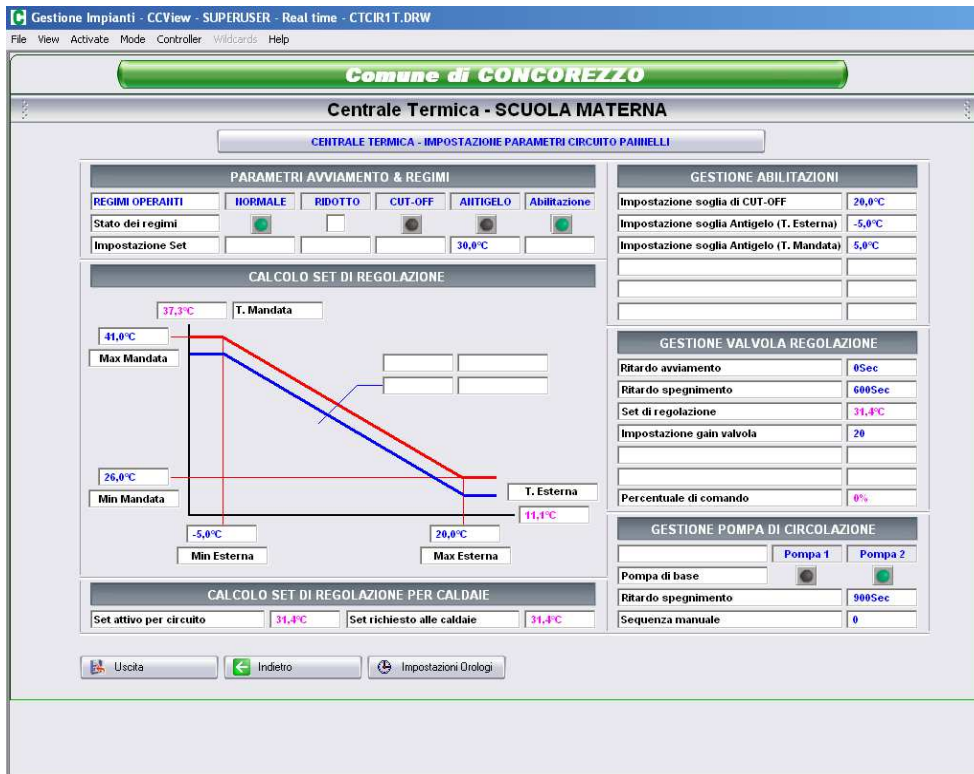 Gestione Impianti - CCView - SUPERUSER - Real time - CTCIR1T.DRW
File View Activate Mode Controller Wildcards Help
Comune di CONCOREZZO
Centrale Termica - SCUOLA MATERNA
CENTRALE TERMICA - IMPOSTAZIONE PARAMETRI CIRCUITO PANNELLI
PARAMETRI AVVIAMENTO & REGIMI
REGIMI OPERANTI NORMALE RIDOTTO CUT-OFF ANTIGELO Abilitazione
Stato dei regimi
Impostazione Set 30,0°C
CALCOLO SET DI REGOLAZIONE
37,3°C T. Mandata
41,0°C
Max Mandata
26,0°C
Min Mandata
T. Esterna
11,1°C
-5,0°C 20,0°C
Min Esterna Max Esterna
CALCOLO SET DI REGOLAZIONE PER CALDAIE
Set attivo per circuito 31,4°C Set richiesto alle caldaie 31,4°C
GESTIONE ABILITAZIONI
Impostazione soglia di CUT-OFF 20,0°C
Impostazione soglia Antigelo (T. Esterna) -5,0°C
Impostazione soglia Antigelo (T. Mandata) 5,0°C
GESTIONE VALVOLA REGOLAZIONE
Ritardo avviamento 0Sec
Ritardo spegnimento 600Sec
Set di regolazione 31,4°C
Impostazione gain valvola 20
Percentuale di comando 0%
GESTIONE POMPA DI CIRCOLAZIONE
Pompa 1 Pompa 2
Pompa di base
Ritardo spegnimento 900Sec
Sequenza manuale 0
Uscita Indietro Impostazioni Orologi